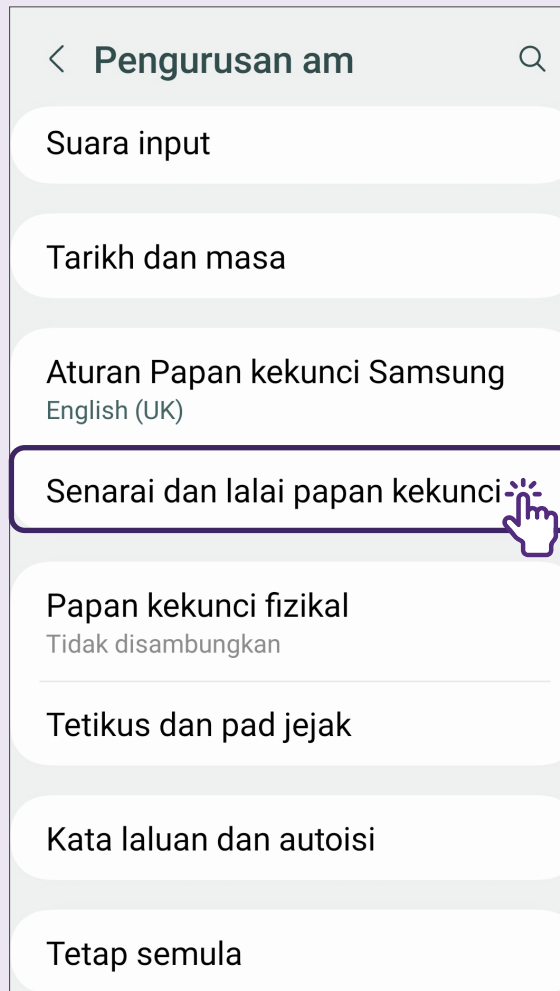 Pengurusan am
Suara input
Tarikh dan masa
Aturan Papan kekunci Samsung
English (UK)
Senarai dan lalai papan kekunci
Papan kekunci fizikal
Tidak disambungkan
Tetikus dan pad jejak
Kata laluan dan autoisi
Tetap semula